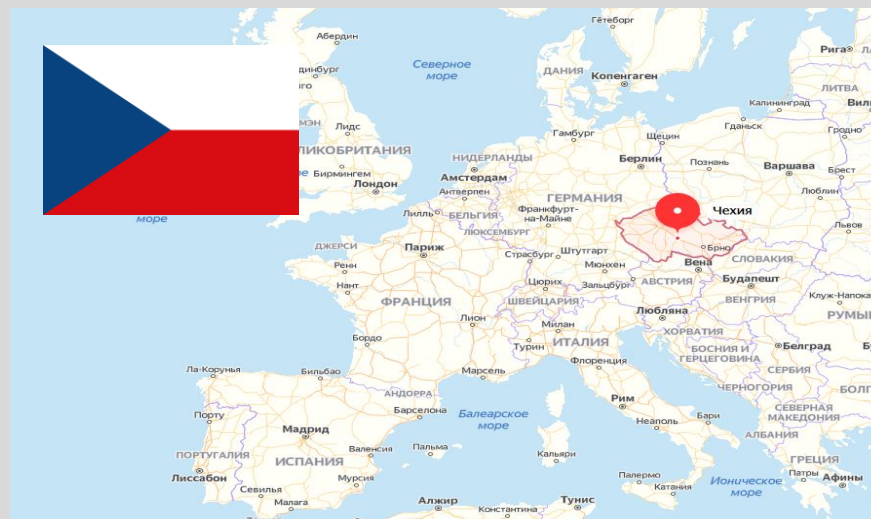 Гётеборг
Абердин
Северное
море
Рига
ДАНИЯ
Копенгаген
ЛИТВА
динбург
Калининград
Вил
МЭН
Лидс
Гамбург
Щецин
Гданьск
Гродно
ЛИКОБРИТАНИЯ
НИДЕРЛАНДЫ
Берлин
Познань
Варшава
Брест
Бирмингем
Амстердам
Лондон
Антверпен
ГЕРМАНИЯ
Люблин
море
Лилль
БЕЛЬГИЯ
Франкфурт-
на-Майне
Чехия
Львов
ЛЮКСЕМБУРГ
ДЖЕРСИ
Париж
Страсбург
Штутгарт
Брно
СЛОВАКИЯ
Ренн
Мюнхен
Вена
Нант
Цюрих
Зальцбург
АВСТРИЯ
Будапешт
ФРАНЦИЯ
ШВЕЙЦАРИЯ
ВЕНГРИЯ
Клуж-Напока
Лион
Милан
Любляна
РУМЫ
Бордо
Турин
ИТАЛИЯ
ХОРВАТИЯ
БОСНИЯ И
ГЕРЦЕГОВИНА
Белград
Ла-Корунья
Бильбао
Марсель
Флоренция
СЕРБИЯ
АНДОРРА
ЧЕРНОГОРИЯ
БОЛГ
Порту
Барселона
Балеарское
море
Рим
Бари
СЕВЕРНАЯ
МАКЕДОНИЯ
Мадрид
Неаполь
АЛБАНИЯ
ПОРТУГАЛИЯ
ИСПАНИЯ
Валенсия
Пальма
Кальяри
ГРЕЦИЯ
Лиссабон
Мурсия
Палермо
Ионическое
море
Патры
Афины
Севилья
Катания
Малага
Алжир
Константина
Тунис